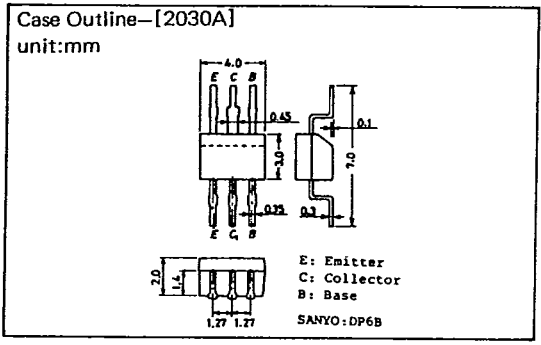 Case Outline—[2030A]
unit:mm
4.0
E C B
0.45
0.1
3.0
7.0
0.35
0.3
E C₁ B
2.0
1.4
1.27 1.27
E: Emitter
C: Collector
B: Base
SANYO:DP6B